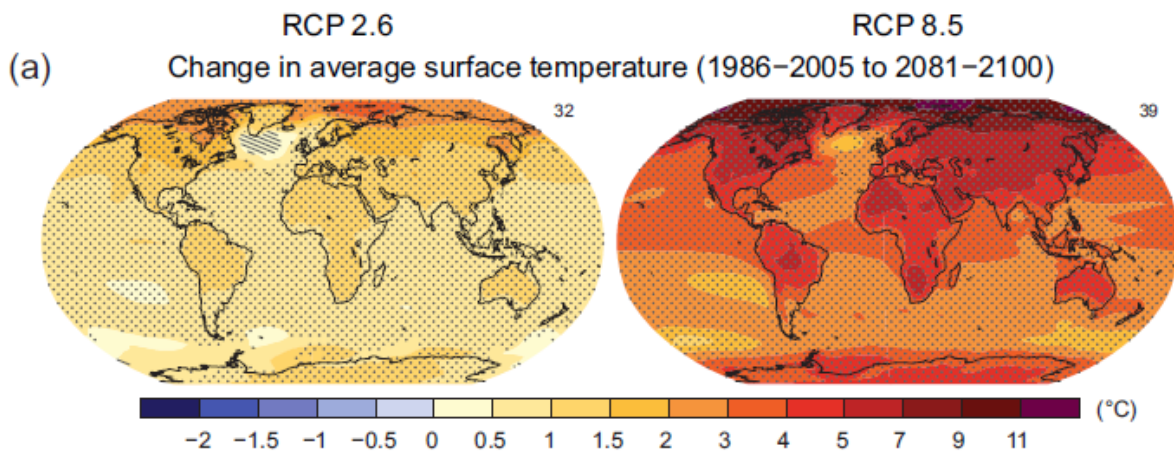 RCP 2.6 RCP 8.5
(a) Change in average surface temperature (1986−2005 to 2081−2100)
32 39
(°C)
−2 −1.5 −1 −0.5 0 0.5 1 1.5 2 3 4 5 7 9 11